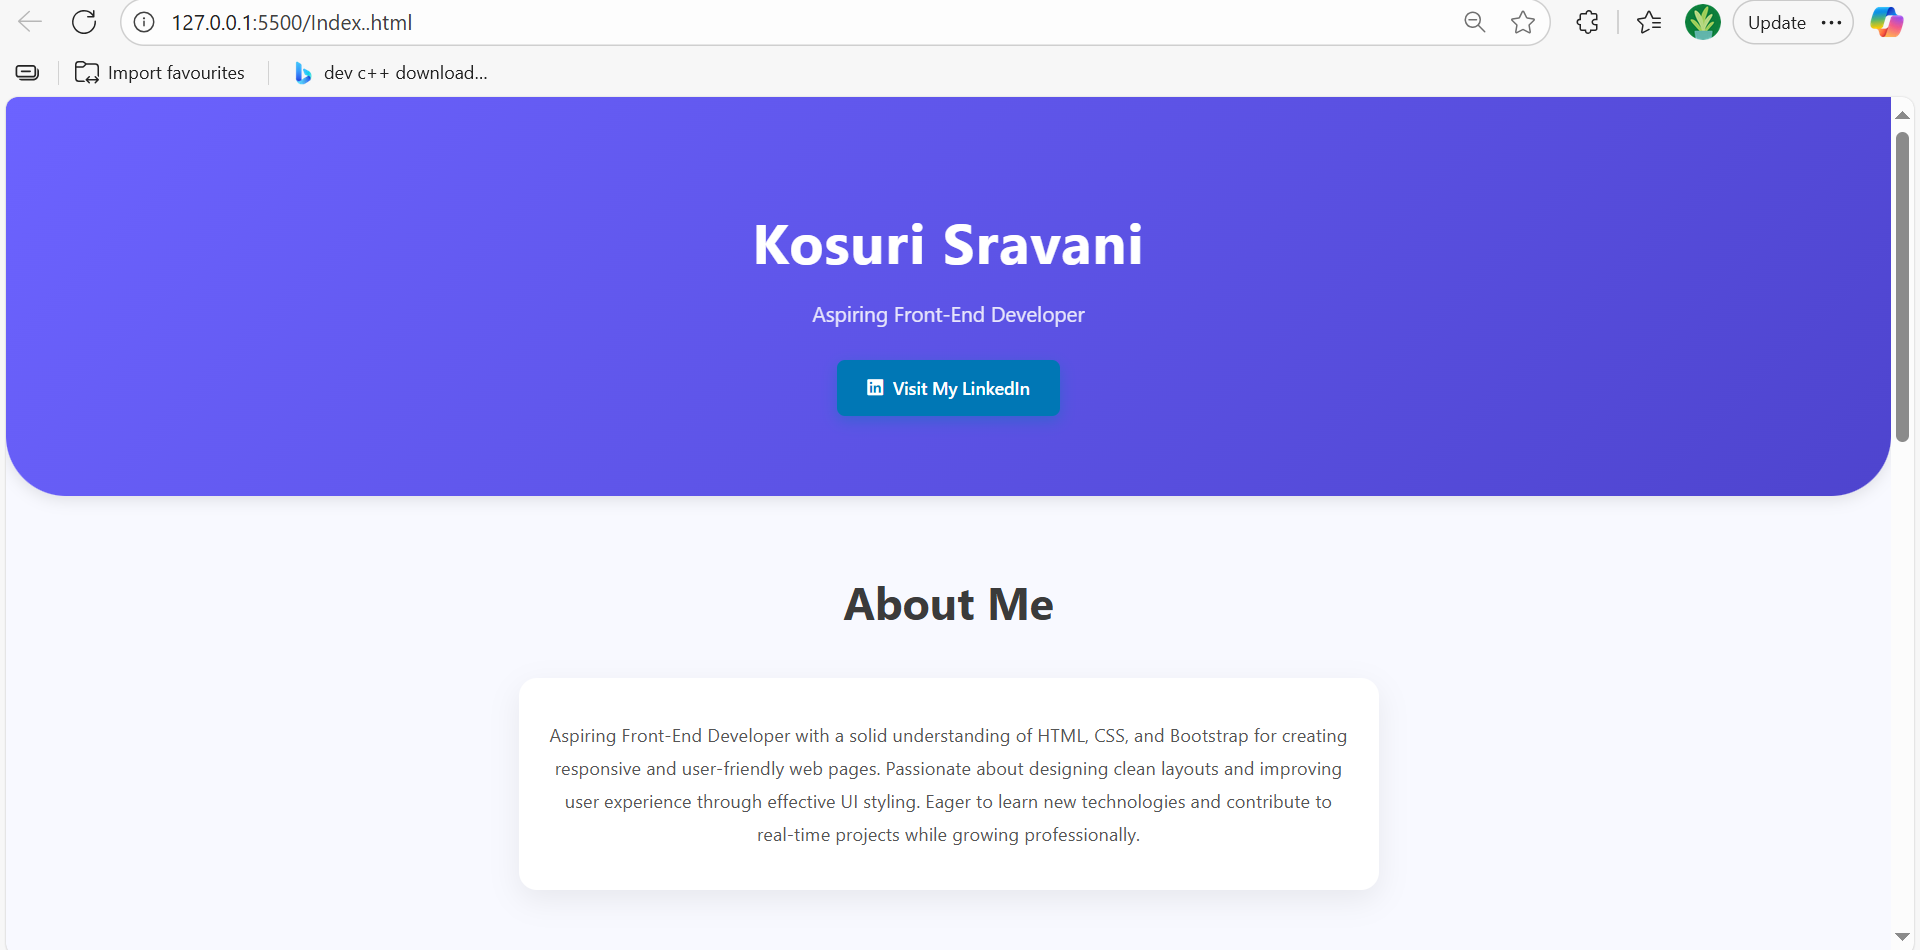 127.0.0.1:5500/Index..html
Update
Import favourites
dev c++ download...
Kosuri Sravani
Aspiring Front-End Developer
in Visit My LinkedIn
About Me
Aspiring Front-End Developer with a solid understanding of HTML, CSS, and Bootstrap for creating
responsive and user-friendly web pages. Passionate about designing clean layouts and improving
user experience through effective UI styling. Eager to learn new technologies and contribute to
real-time projects while growing professionally.